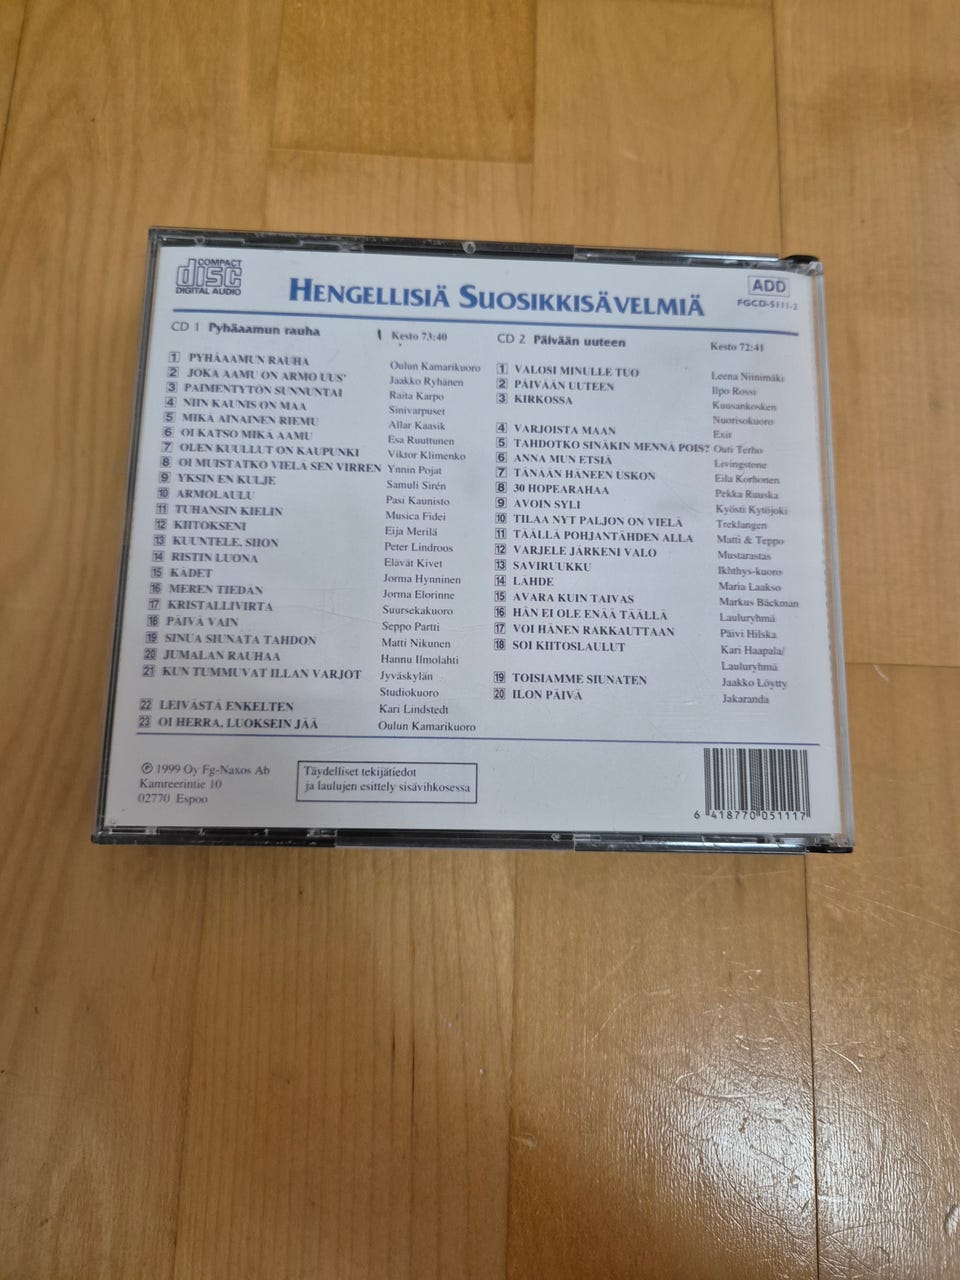 COMPACT
disc
DIGITAL AUDIO
HENGELLISIÄ SUOSIKKISÄVELMIÄ
ADD
FGCD-5111-2
CD 1 Pyhäaamun rauha Kesto 73:40
1 PYHÄAAMUN RAUHA Oulun Kamarikuoro
2 JOKA AAMU ON ARMO UUS' Jaakko Ryhänen
3 PAIMENTYTÖN SUNNUNTAI Raita Karpo
4 NIIN KAUNIS ON MAA Sinivarpuset
5 MIKÄ AINAINEN RIEMU Allar Kaasik
6 OI KATSO MIKÄ AAMU Esa Ruuttunen
7 OLEN KUULLUT ON KAUPUNKI Viktor Klimenko
8 OI MUISTATKO VIELÄ SEN VIRREN Ynnin Pojat
9 YKSIN EN KULJE Samuli Sirén
10 ARMOLAULU Pasi Kaunisto
11 TUHANSIN KIELIN Musica Fidei
12 KIITOKSENI Eija Merilä
13 KUUNTELE, SIION Peter Lindroos
14 RISTIN LUONA Elävät Kivet
15 KÄDET Jorma Hynninen
16 MEREN TIEDÄN Jorma Elorinne
17 KRISTALLIVIRTA Suursekakuoro
18 PÄIVÄ VAIN Seppo Partti
19 SINUA SIUNATA TAHDON Matti Nikunen
20 JUMALAN RAUHAA Hannu Ilmolahti
21 KUN TUMMUVAT ILLAN VARJOT Jyväskylän
Studiokuoro
22 LEIVÄSTÄ ENKELTEN Kari Lindstedt
23 OI HERRA, LUOKSEIN JÄÄ Oulun Kamarikuoro
CD 2 Päivään uuteen Kesto 72:41
1 VALOSI MINULLE TUO Leena Niinimäki
2 PÄIVÄÄN UUTEEN Ilpo Rossi
3 KIRKOSSA Kuusankosken
Nuorisokuoro
4 VARJOISTA MAAN Exit
5 TAHDOTKO SINÄKIN MENNÄ POIS? Outi Terho
6 ANNA MUN ETSIÄ Livingstone
7 TÄNÄÄN HÄNEEN USKON Eila Korhonen
8 30 HOPEARAHAA Pekka Ruuska
9 AVOIN SYLI Kyösti Kytöjoki
10 TILAA NYT PALJON ON VIELÄ Treklangen
11 TÄÄLLÄ POHJANTÄHDEN ALLA Matti & Teppo
12 VARJELE JÄRKENI VALO Mustarastas
13 SAVIRUUKKU Ikhthys-kuoro
14 LÄHDE Maria Laakso
15 AVARA KUIN TAIVAS Markus Bäckman
16 HÄN EI OLE ENÄÄ TÄÄLLÄ Lauluryhmä
17 VOI HÄNEN RAKKAUTTAAN Päivi Hilska
18 SOI KIITOSLAULUT Kari Haapala/
Lauluryhmä
19 TOISIAMME SIUNATEN Jaakko Löytty
20 ILON PÄIVÄ Jakaranda
Ⓟ 1999 Oy Fg-Naxos Ab
Kamreerintie 10
02770 Espoo
Täydelliset tekijätiedot
ja laulujen esittely sisävihkosessa
6 418770 051117